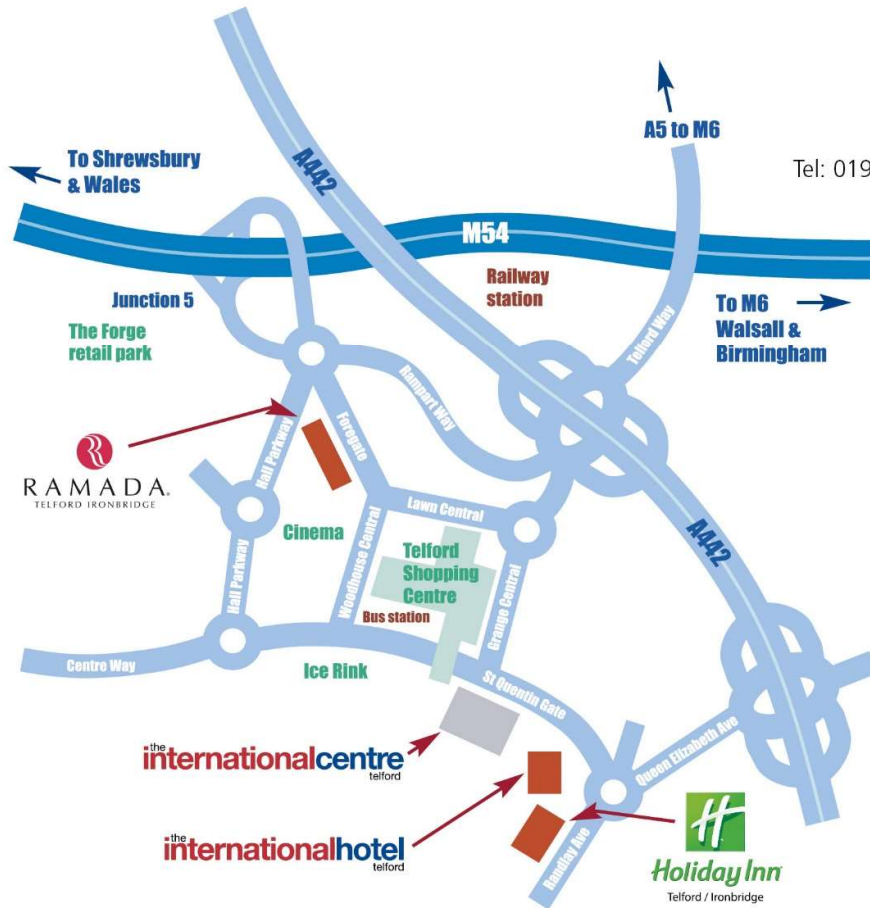 A5 to M6
Tel: 019
A442
To Shrewsbury
& Wales
M54
Railway
station
Junction 5
To M6
Walsall &
Birmingham
The Forge
retail park
Telford Way
Rampart Way
Foregate
Hall Parkway
RAMADA®
TELFORD IRONBRIDGE
Lawn Central
Cinema
Woodhouse Central
Telford
Shopping
Centre
A442
Hall Parkway
Grange Central
Bus station
Centre Way
Ice Rink
St Quentin Gate
the
internationalcentre
telford
Queen Elizabeth Ave
the
internationalhotel
telford
Randlay Ave
H
Holiday Inn
Telford / Ironbridge